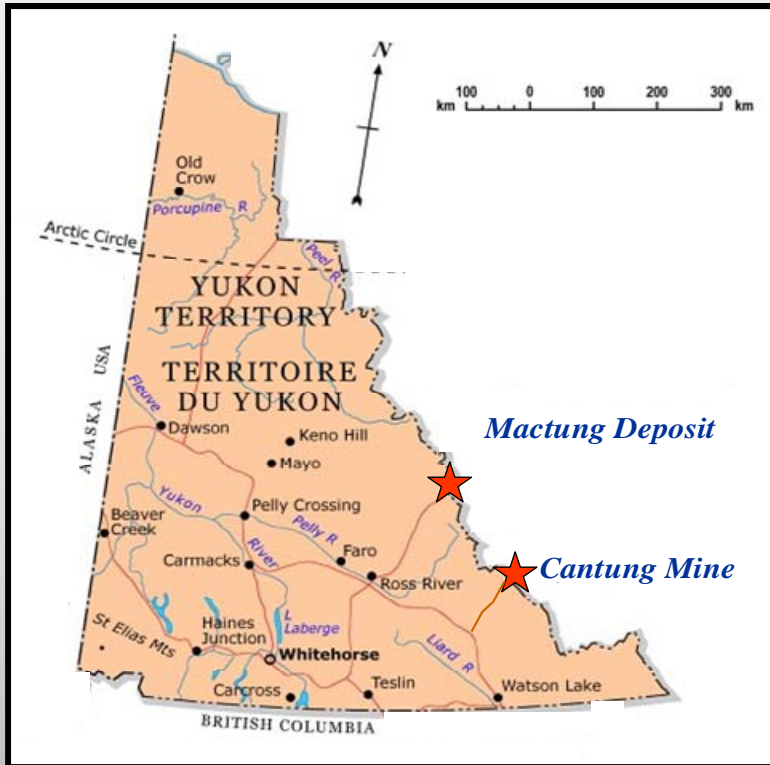 N
100 0 100 200 300
km km
Old
Crow
Porcupine R
Arctic Circle
Peel R
YUKON
TERRITORY
TERRITOIRE
DU YUKON
ALASKA USA
Fleuve
Dawson
Keno Hill
Mayo
Mactung Deposit
Yukon
River
Pelly Crossing
Pelly R
Beaver
Creek
Faro
Carmacks
Ross River
Cantung Mine
St Elias Mts
Haines
Junction
L
Laberge
Whitehorse
Liard R
Carcross
Teslin
Watson Lake
BRITISH COLUMBIA